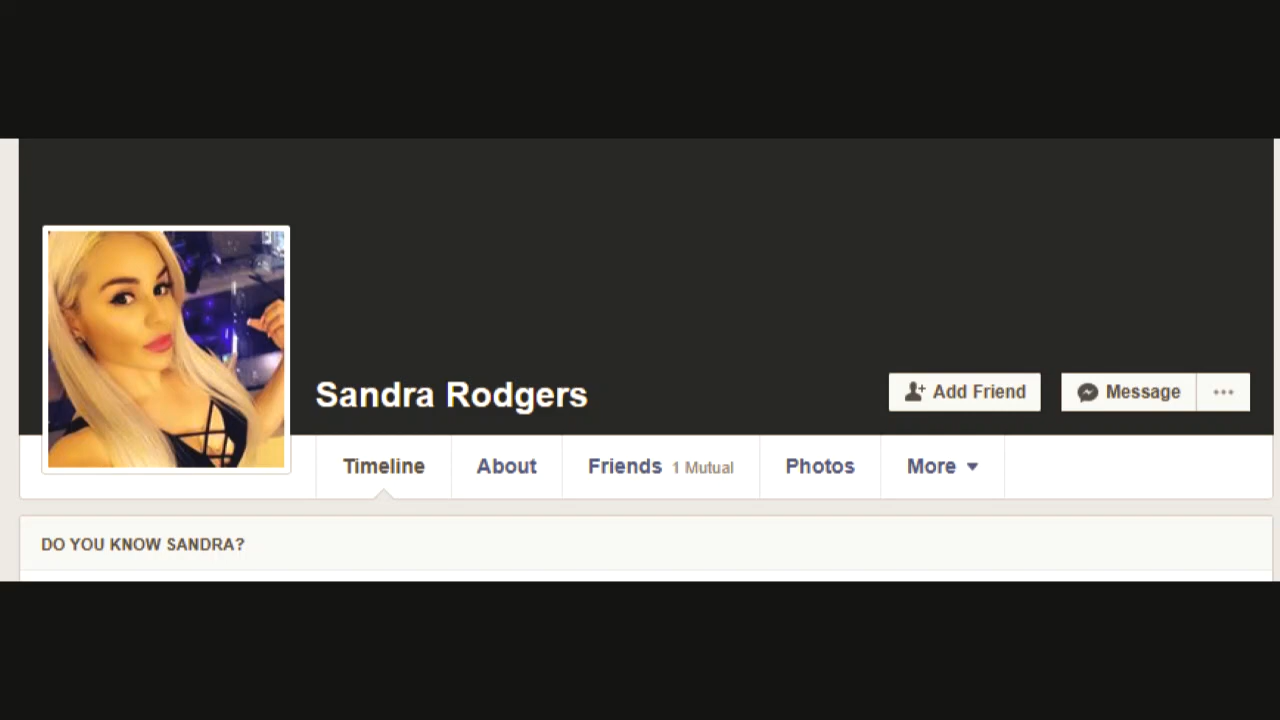 Sandra Rodgers
Add Friend
Message
Timeline
About
Friends 1 Mutual
Photos
More
DO YOU KNOW SANDRA?